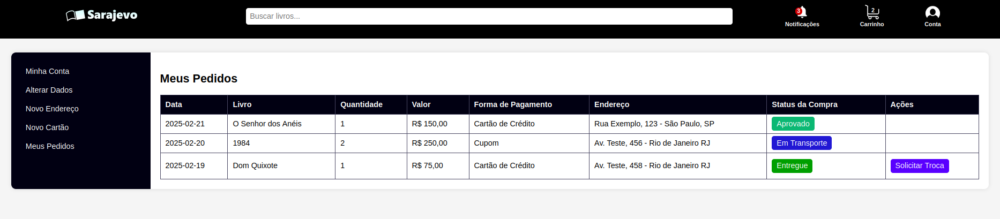 Sarajevo
Buscar livros...
3
Notificações
2
Carrinho
Conta
Minha Conta
Alterar Dados
Novo Endereço
Novo Cartão
Meus Pedidos
Meus Pedidos
Data Livro Quantidade Valor Forma de Pagamento Endereço Status da Compra Ações
2025-02-21 O Senhor dos Anéis 1 R$ 150,00 Cartão de Crédito Rua Exemplo, 123 - São Paulo, SP Aprovado
2025-02-20 1984 2 R$ 250,00 Cupom Av. Teste, 456 - Rio de Janeiro RJ Em Transporte
2025-02-19 Dom Quixote 1 R$ 75,00 Cartão de Crédito Av. Teste, 458 - Rio de Janeiro RJ Entregue Solicitar Troca